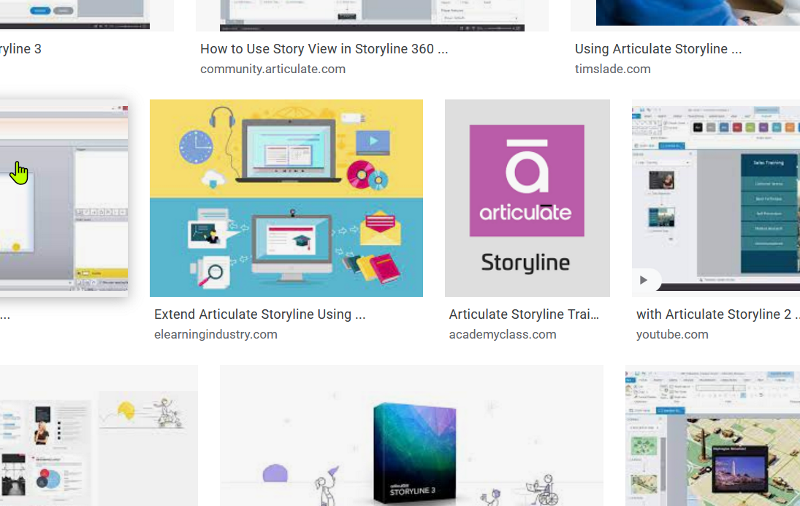 ryline 3
How to Use Story View in Storyline 360 ...
Using Articulate Storyline ...
community.articulate.com
timslade.com
articulate
Storyline
Sales Training
...
Extend Articulate Storyline Using ...
Articulate Storyline Trai...
with Articulate Storyline 2 ...
elearningindustry.com
academyclass.com
youtube.com
articulate
STORYLINE 3